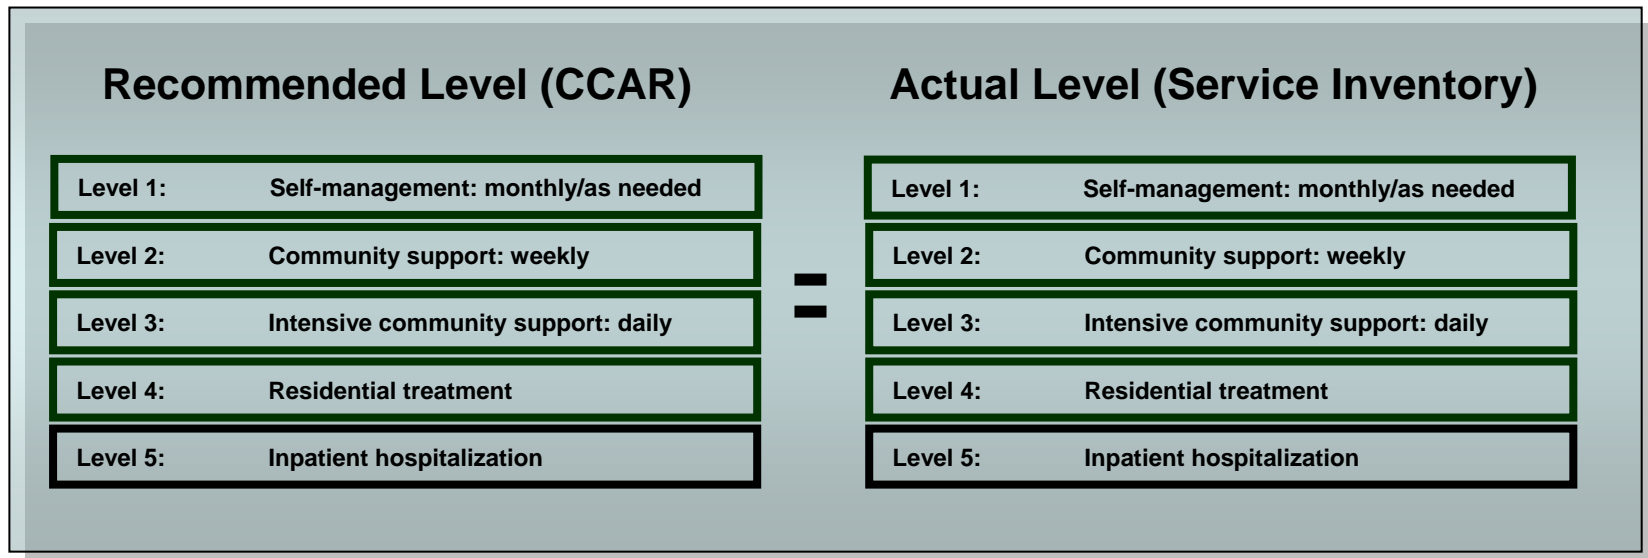 Recommended Level (CCAR)
Level 1: Self-management: monthly/as needed
Level 2: Community support: weekly
Level 3: Intensive community support: daily
Level 4: Residential treatment
Level 5: Inpatient hospitalization
=
Actual Level (Service Inventory)
Level 1: Self-management: monthly/as needed
Level 2: Community support: weekly
Level 3: Intensive community support: daily
Level 4: Residential treatment
Level 5: Inpatient hospitalization